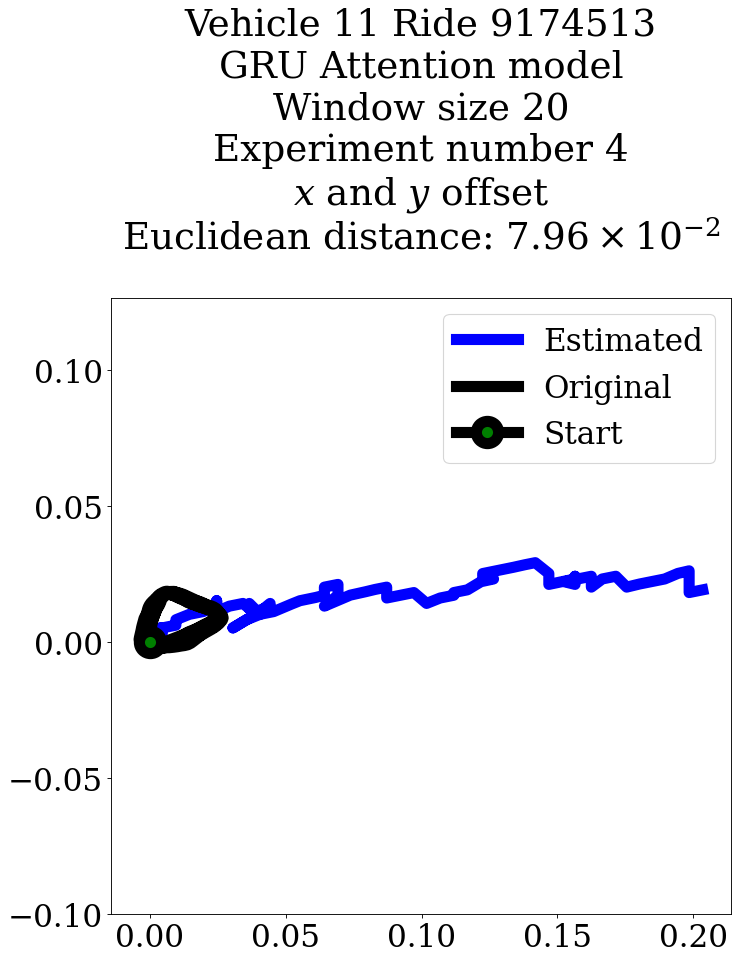 Vehicle 11 Ride 9174513
GRU Attention model
Window size 20
Experiment number 4
x and y offset
Euclidean distance: 7.96 × 10⁻²
Estimated
Original
Start
0.10
0.05
0.00
−0.05
−0.10
0.00 0.05 0.10 0.15 0.20